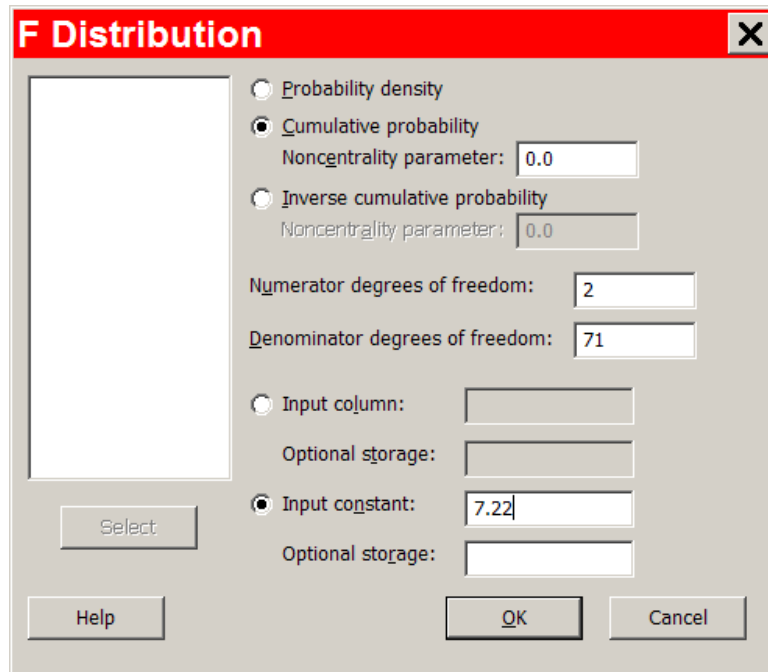 F Distribution
Probability density
Cumulative probability
Noncentrality parameter: 0.0
Inverse cumulative probability
Noncentrality parameter: 0.0
Numerator degrees of freedom: 2
Denominator degrees of freedom: 71
Input column:
Optional storage:
Input constant: 7.22
Optional storage:
Select
Help OK Cancel